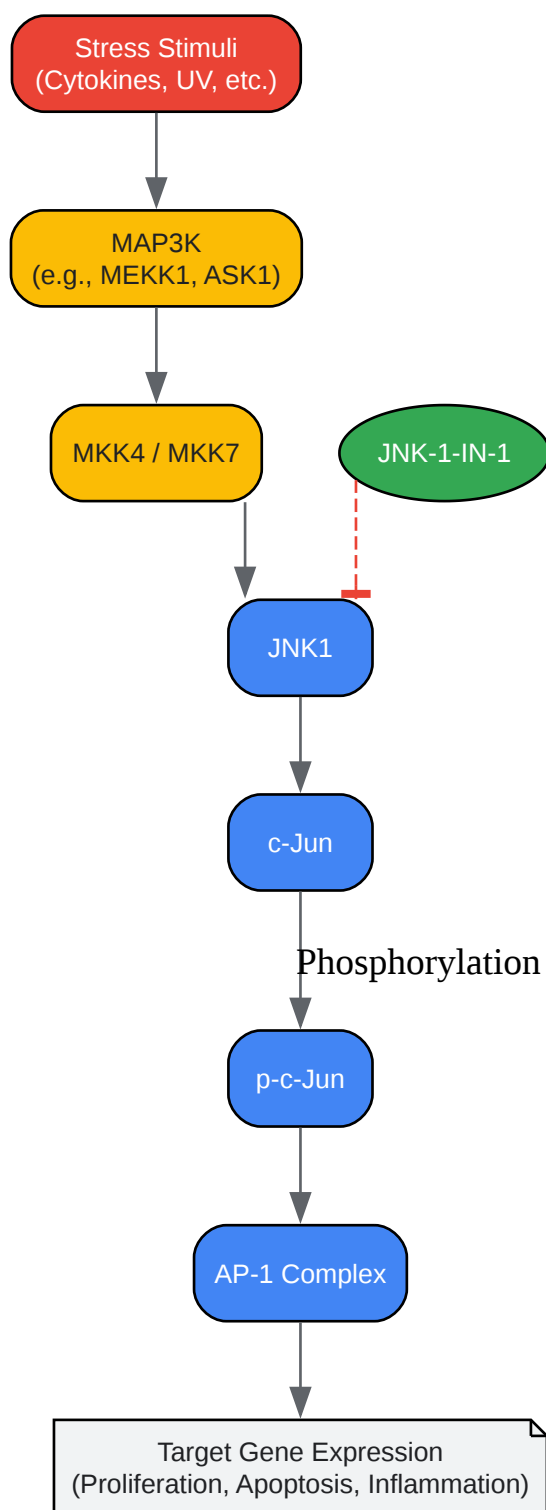 Stress Stimuli
(Cytokines, UV, etc.)
MAP3K
(e.g., MEKK1, ASK1)
MKK4 / MKK7
JNK-1-IN-1
JNK1
c-Jun
Phosphorylation
p-c-Jun
AP-1 Complex
Target Gene Expression
(Proliferation, Apoptosis, Inflammation)